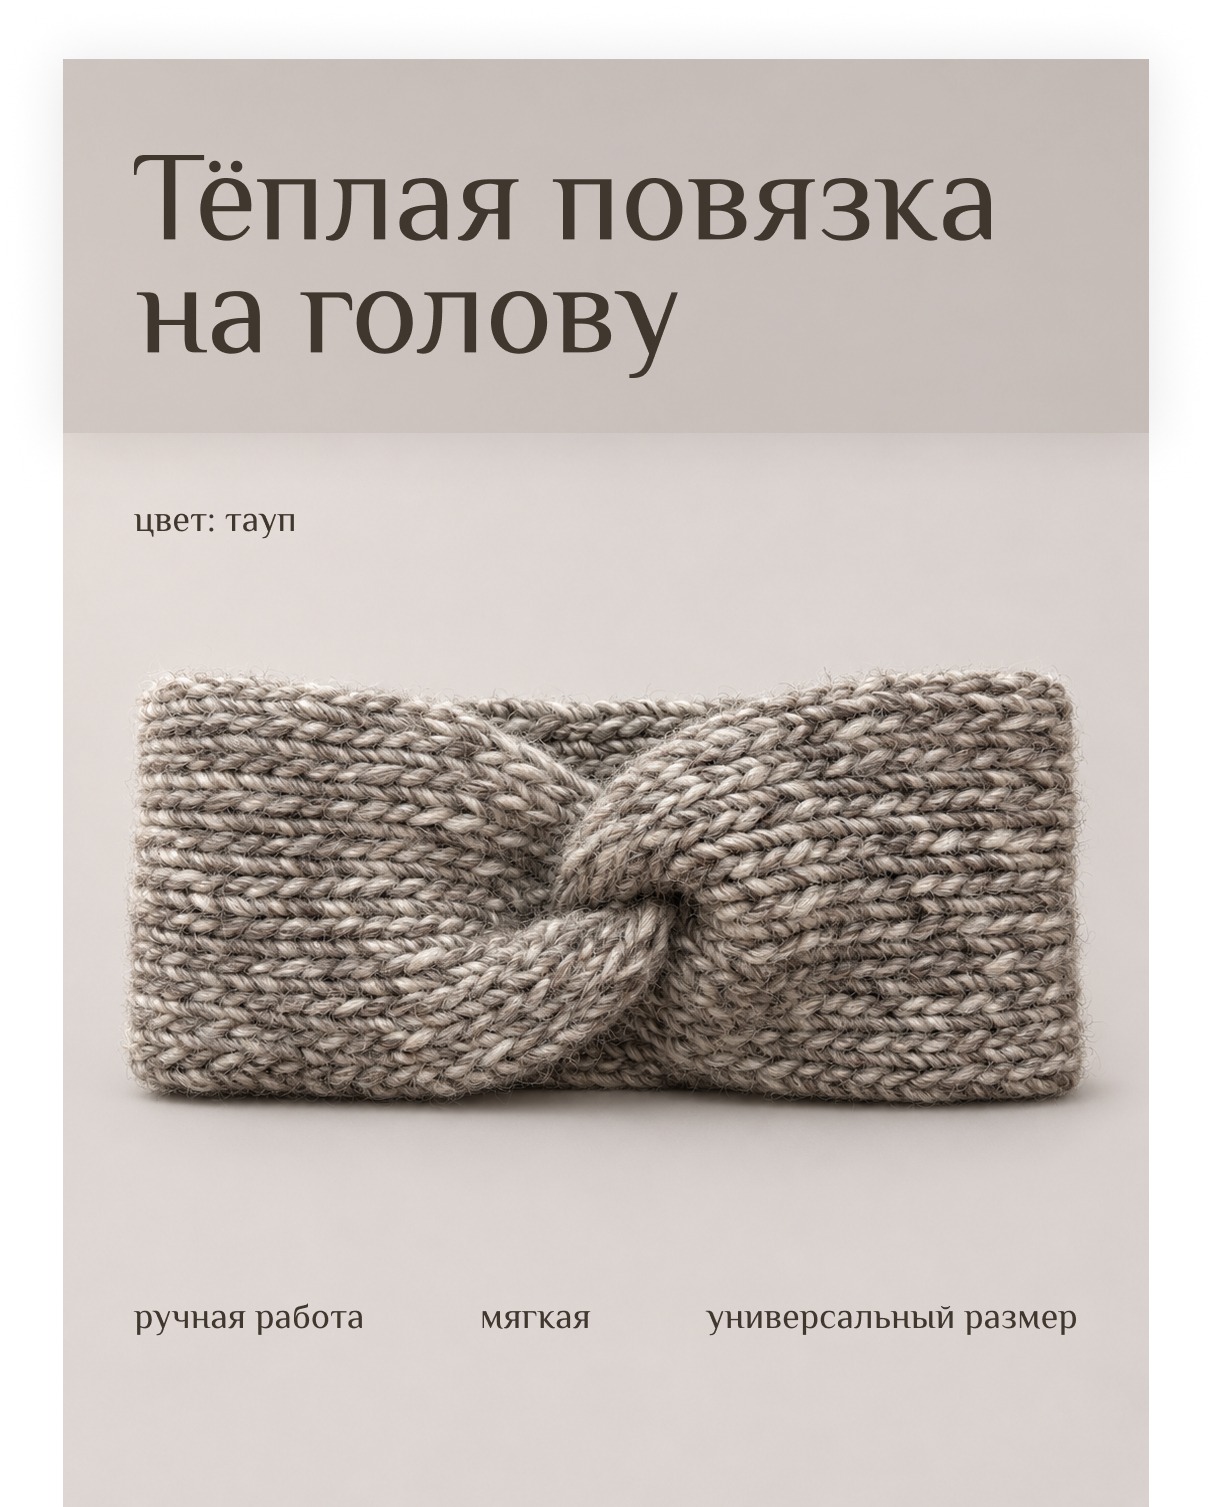 Тёплая повязка
на голову
цвет: тауп
ручная работа мягкая универсальный размер